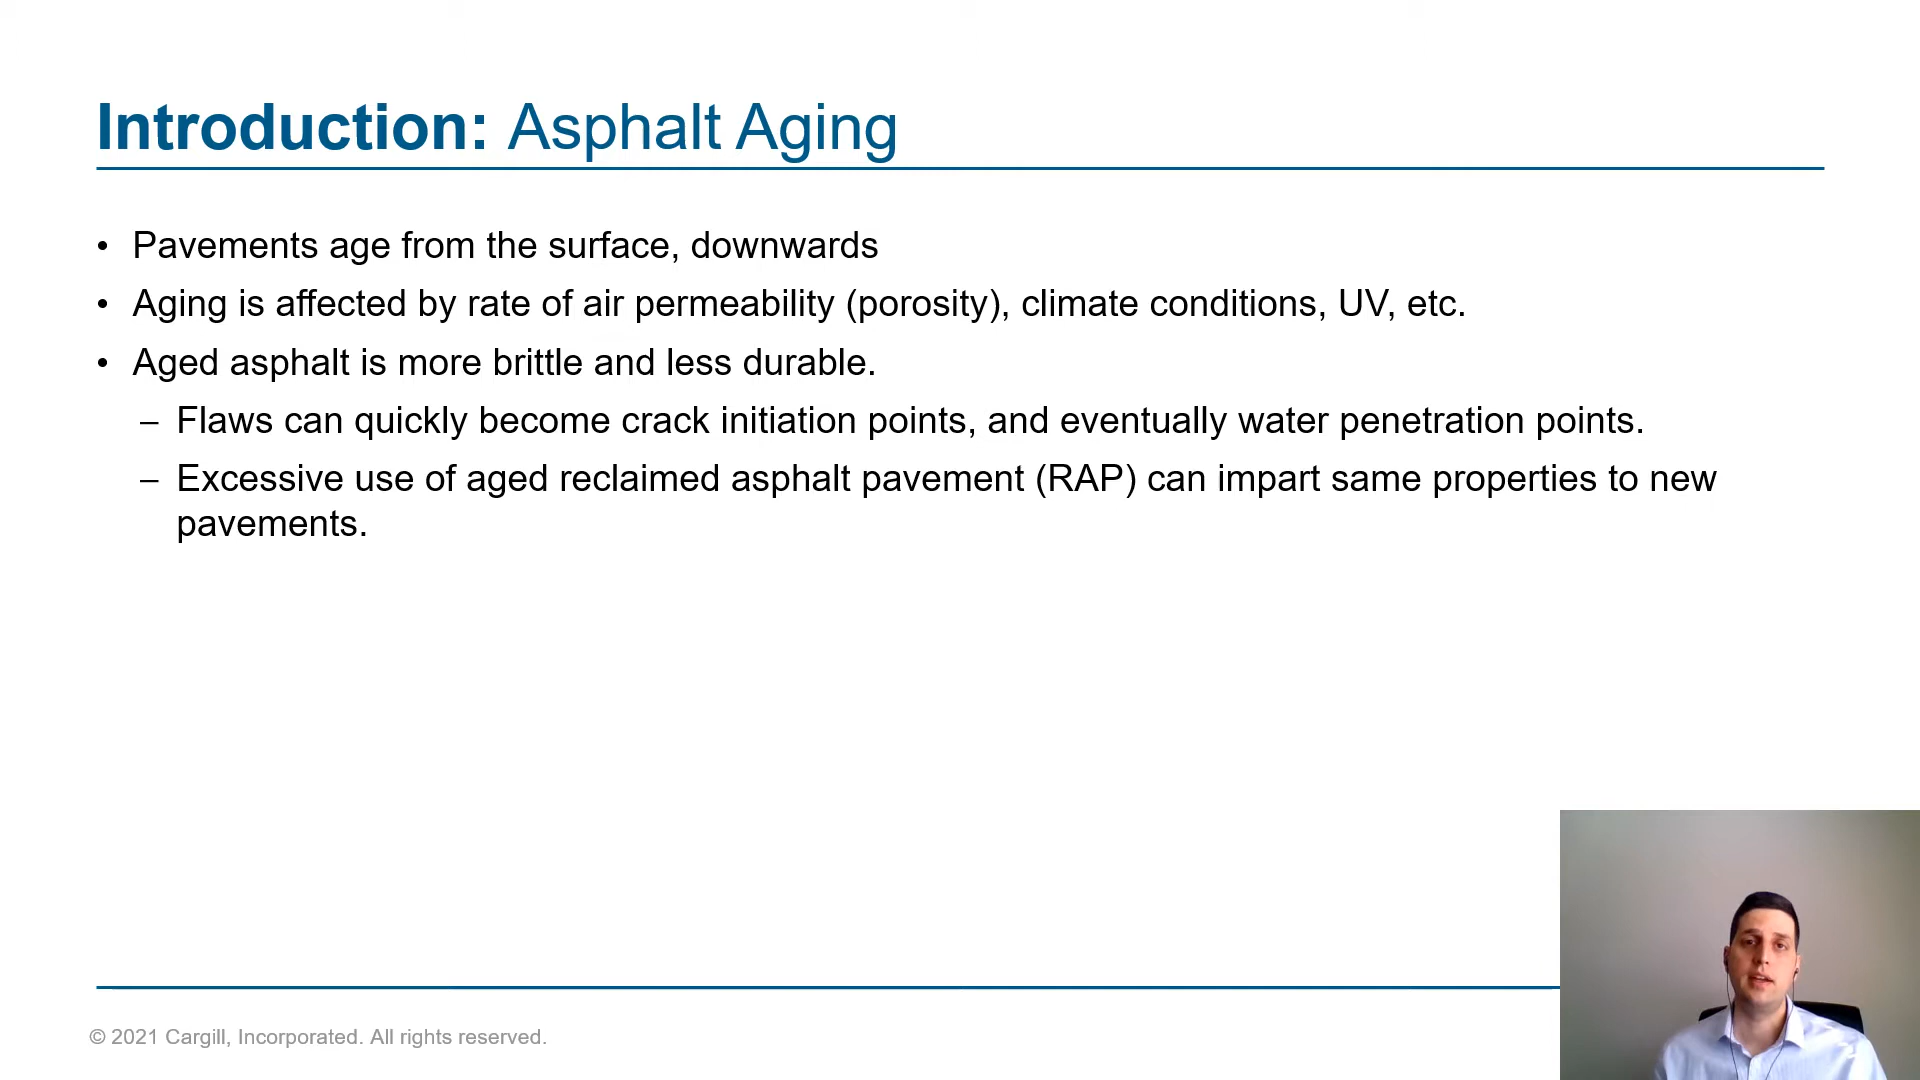 Introduction: Asphalt Aging
• Pavements age from the surface, downwards
• Aging is affected by rate of air permeability (porosity), climate conditions, UV, etc.
• Aged asphalt is more brittle and less durable.
– Flaws can quickly become crack initiation points, and eventually water penetration points.
– Excessive use of aged reclaimed asphalt pavement (RAP) can impart same properties to new
pavements.
© 2021 Cargill, Incorporated. All rights reserved.